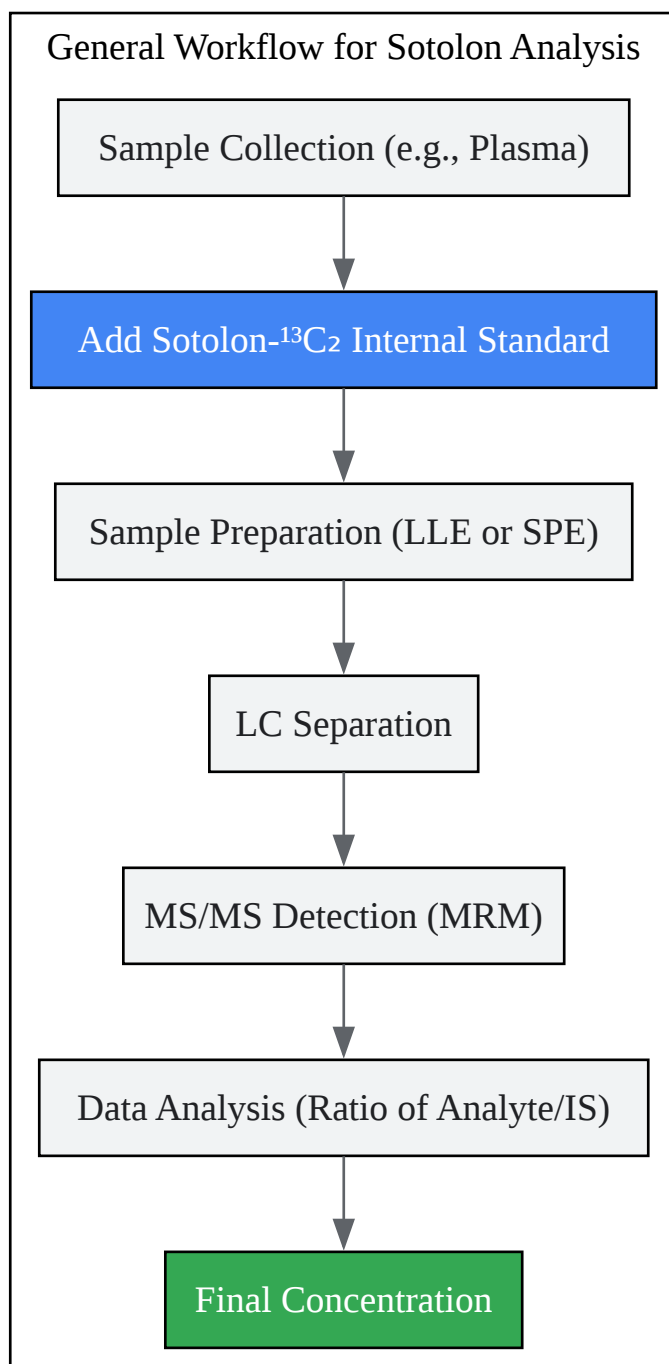 General Workflow for Sotolon Analysis
Sample Collection (e.g., Plasma)
Add Sotolon-¹³C₂ Internal Standard
Sample Preparation (LLE or SPE)
LC Separation
MS/MS Detection (MRM)
Data Analysis (Ratio of Analyte/IS)
Final Concentration